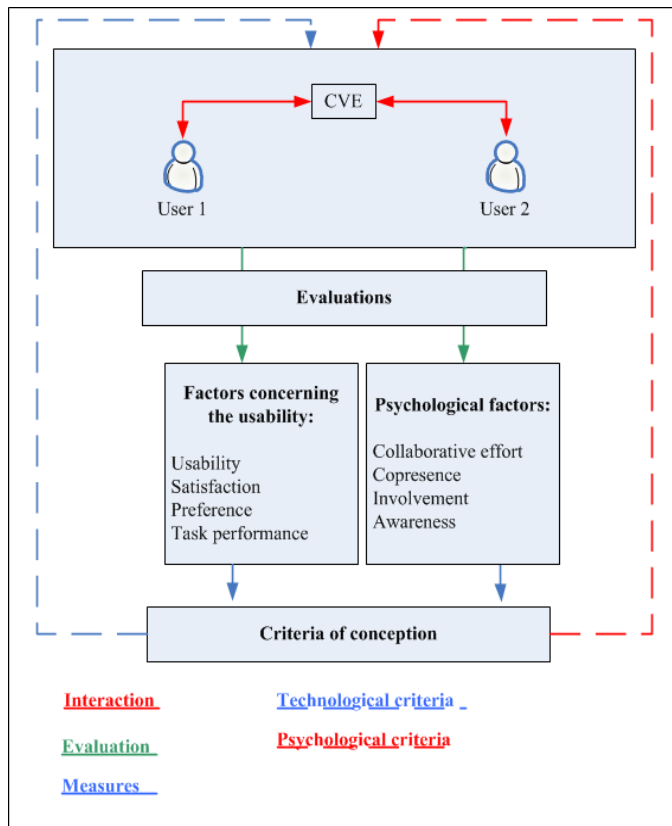 CVE
User 1
User 2
Evaluations
Factors concerning
the usability:
Usability
Satisfaction
Preference
Task performance
Psychological factors:
Collaborative effort
Copresence
Involvement
Awareness
Criteria of conception
Interaction
Evaluation
Measures
Technological criteria
Psychological criteria